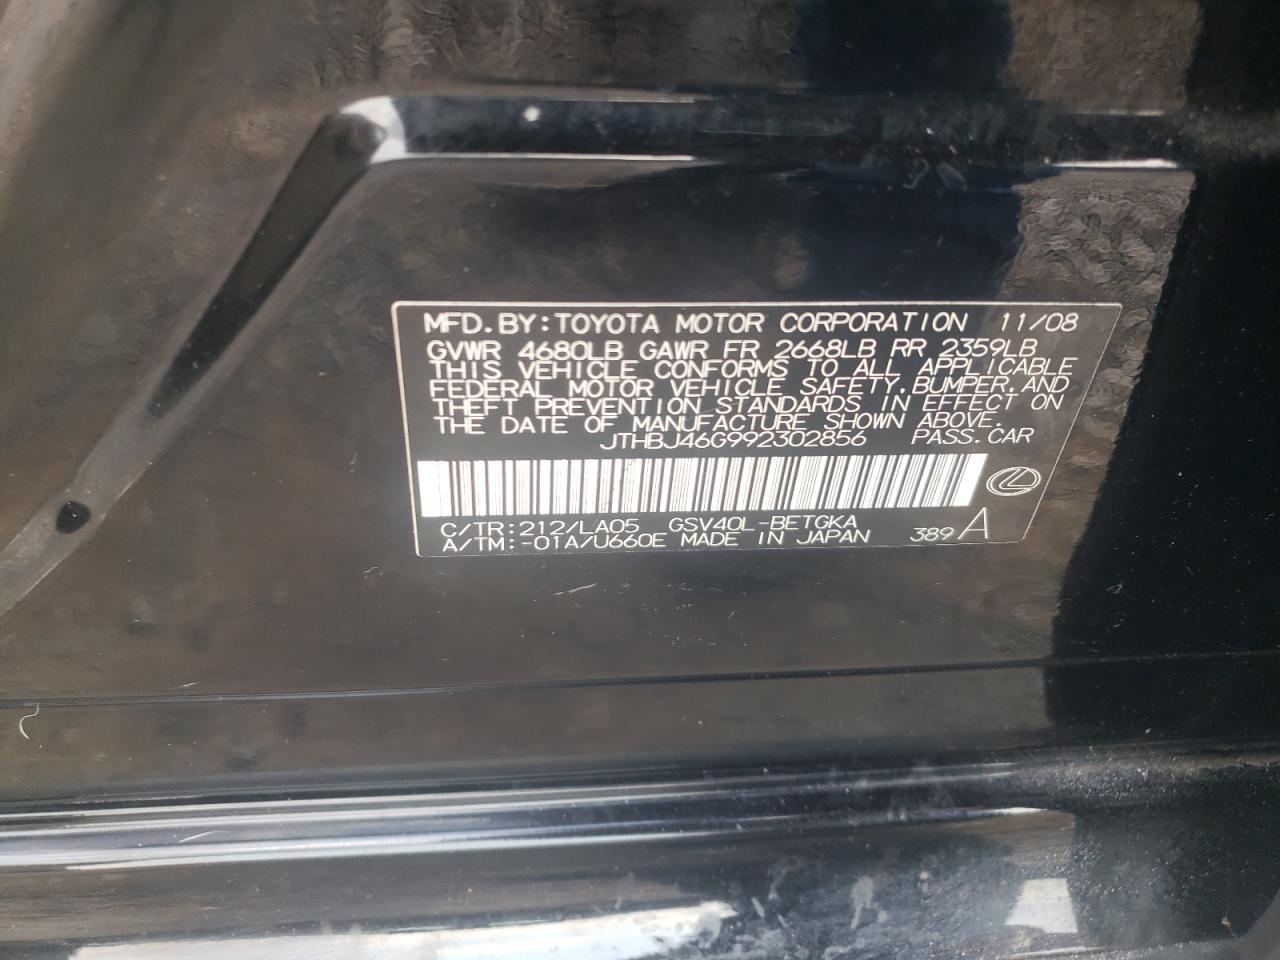 MFD.BY:TOYOTA MOTOR CORPORATION 11/08
GVWR 4680LB GAWR FR 2668LB RR 2359LB
THIS VEHICLE CONFORMS TO ALL APPLICABLE
FEDERAL MOTOR VEHICLE SAFETY,BUMPER,AND
THEFT PREVENTION STANDARDS IN EFFECT ON
THE DATE OF MANUFACTURE SHOWN ABOVE.
JTHBJ46G992302856 PASS.CAR
C/TR:212/LA05 GSV40L-BETGKA
A/TM:-01A/U660E MADE IN JAPAN 389 A